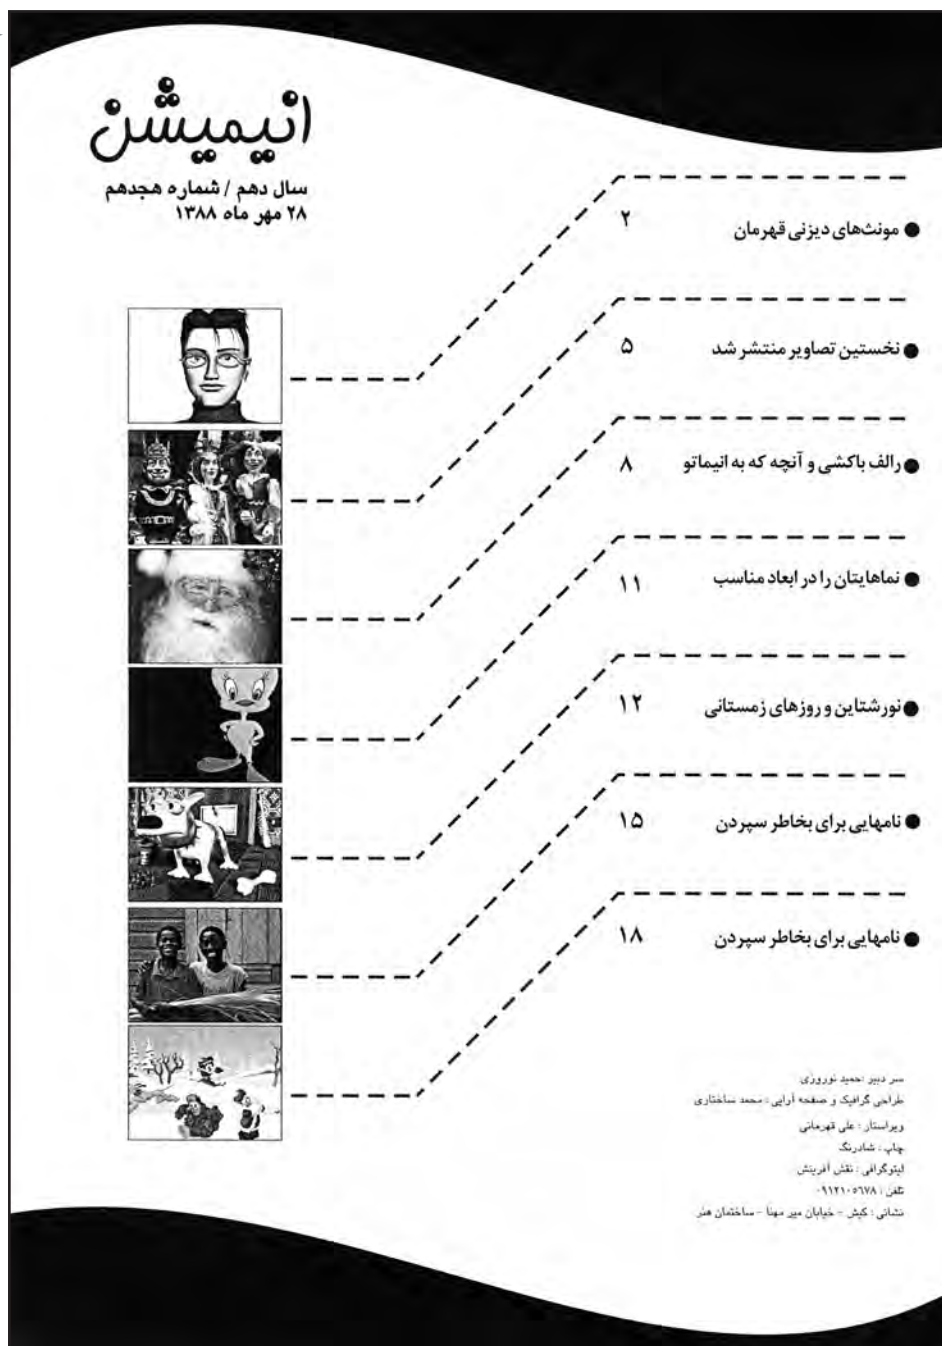 انیمیشن
سال دهم / شماره هجدهم
۲۸ مهر ماه ۱۳۸۸
● مونث‌های دیزنی قهرمان ۲
● نخستین تصاویر منتشر شد ۵
● رالف باکشی و آنچه که به انیماتو ۸
● نماهایتان را در ابعاد مناسب ۱۱
● نورشتاین و روزهای زمستانی ۱۲
● نامهایی برای بخاطر سپردن ۱۵
● نامهایی برای بخاطر سپردن ۱۸
سر دبیر :حمید نوروزی
طراحی گرافیک و صفحه آرایی : محمد ساختاری
ویراستار : علی قهرمانی
چاپ : شادرنگ
لیتوگرافی : نقش آفرینش
تلفن : ۰۹۱۲۱۰۵۶۷۸
نشانی : کیش - خیابان میر مهنا - ساختمان هنر